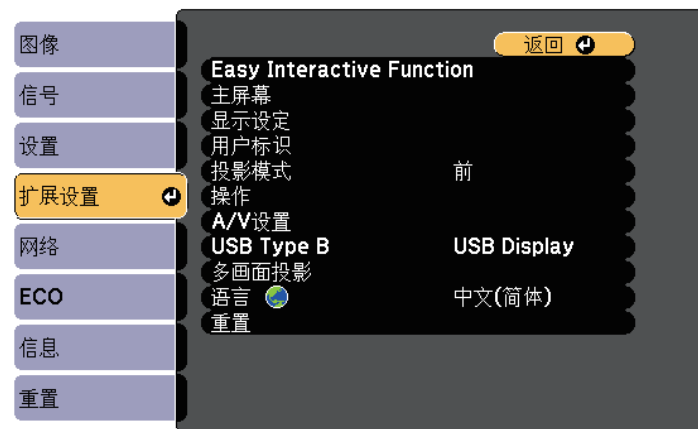 图像
信号
设置
扩展设置
网络
ECO
信息
重置
返回
Easy Interactive Function
主屏幕
显示设定
用户标识
投影模式 前
操作
A/V设置
USB Type B USB Display
多画面投影
语言 中文(简体)
重置